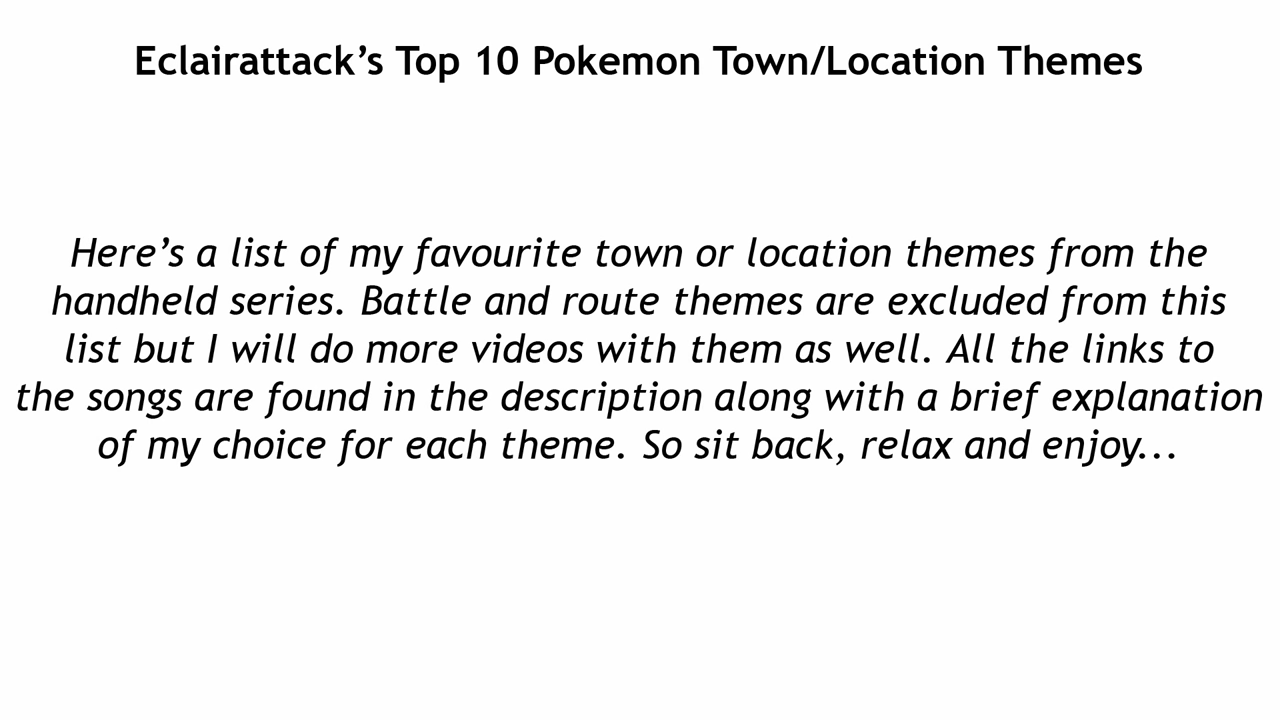 Eclairattack’s Top 10 Pokemon Town/Location Themes
Here’s a list of my favourite town or location themes from the
handheld series. Battle and route themes are excluded from this
list but I will do more videos with them as well. All the links to
the songs are found in the description along with a brief explanation
of my choice for each theme. So sit back, relax and enjoy...